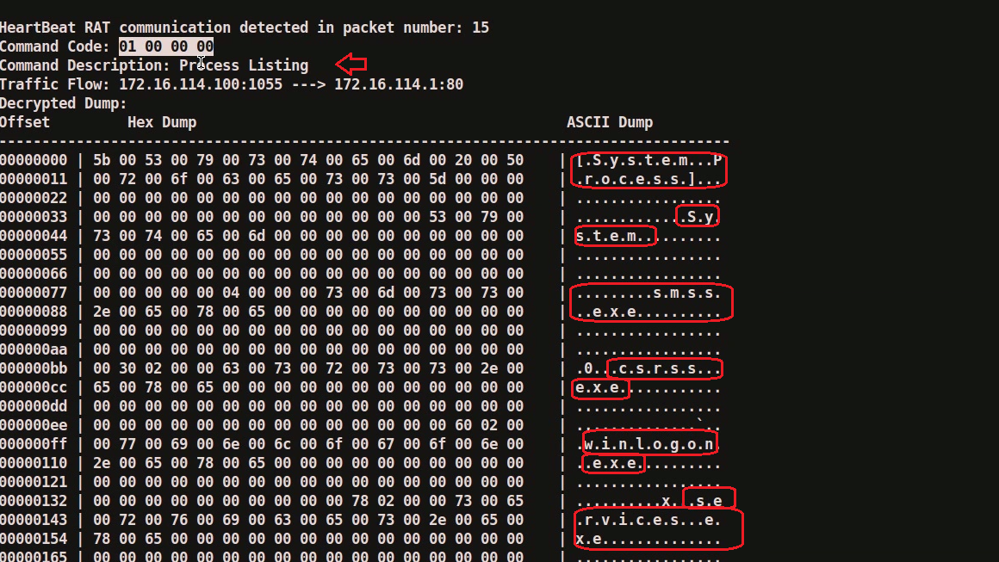 HeartBeat RAT communication detected in packet number: 15
Command Code: 01 00 00 00
Command Description: Process Listing
Traffic Flow: 172.16.114.100:1055 ---> 172.16.114.1:80
Decrypted Dump:
Offset         Hex Dump                                           ASCII Dump
-------------------------------------------------------------------------------------
00000000 | 5b 00 53 00 79 00 73 00 74 00 65 00 6d 00 20 00 50    | [.S.y.s.t.e.m...P
00000011 | 00 72 00 6f 00 63 00 65 00 73 00 73 00 5d 00 00 00    | .r.o.c.e.s.s.]...
00000022 | 00 00 00 00 00 00 00 00 00 00 00 00 00 00 00 00 00    | .................
00000033 | 00 00 00 00 00 00 00 00 00 00 00 00 00 53 00 79 00    | .............S.y.
00000044 | 73 00 74 00 65 00 6d 00 00 00 00 00 00 00 00 00 00    | s.t.e.m..........
00000055 | 00 00 00 00 00 00 00 00 00 00 00 00 00 00 00 00 00    | .................
00000066 | 00 00 00 00 00 00 00 00 00 00 00 00 00 00 00 00 00    | .................
00000077 | 00 00 00 00 00 04 00 00 00 73 00 6d 00 73 00 73 00    | .........s.m.s.s.
00000088 | 2e 00 65 00 78 00 65 00 00 00 00 00 00 00 00 00 00    | ..e.x.e..........
00000099 | 00 00 00 00 00 00 00 00 00 00 00 00 00 00 00 00 00    | .................
000000aa | 00 00 00 00 00 00 00 00 00 00 00 00 00 00 00 00 00    | .................
000000bb | 00 30 02 00 00 63 00 73 00 72 00 73 00 73 00 2e 00    | .0...c.s.r.s.s...
000000cc | 65 00 78 00 65 00 00 00 00 00 00 00 00 00 00 00 00    | e.x.e............
000000dd | 00 00 00 00 00 00 00 00 00 00 00 00 00 00 00 00 00    | .................
000000ee | 00 00 00 00 00 00 00 00 00 00 00 00 00 00 60 02 00    | ..............`..
000000ff | 00 77 00 69 00 6e 00 6c 00 6f 00 67 00 6f 00 6e 00    | .w.i.n.l.o.g.o.n.
00000110 | 2e 00 65 00 78 00 65 00 00 00 00 00 00 00 00 00 00    | ..e.x.e..........
00000121 | 00 00 00 00 00 00 00 00 00 00 00 00 00 00 00 00 00    | .................
00000132 | 00 00 00 00 00 00 00 00 00 00 78 02 00 00 73 00 65    | ..........x...s.e
00000143 | 00 72 00 76 00 69 00 63 00 65 00 73 00 2e 00 65 00    | .r.v.i.c.e.s...e.
00000154 | 78 00 65 00 00 00 00 00 00 00 00 00 00 00 00 00 00    | x.e..............
00000165 | 00 00 00 00 00 00 00 00 00 00 00 00 00 00 00 00 00    | .................